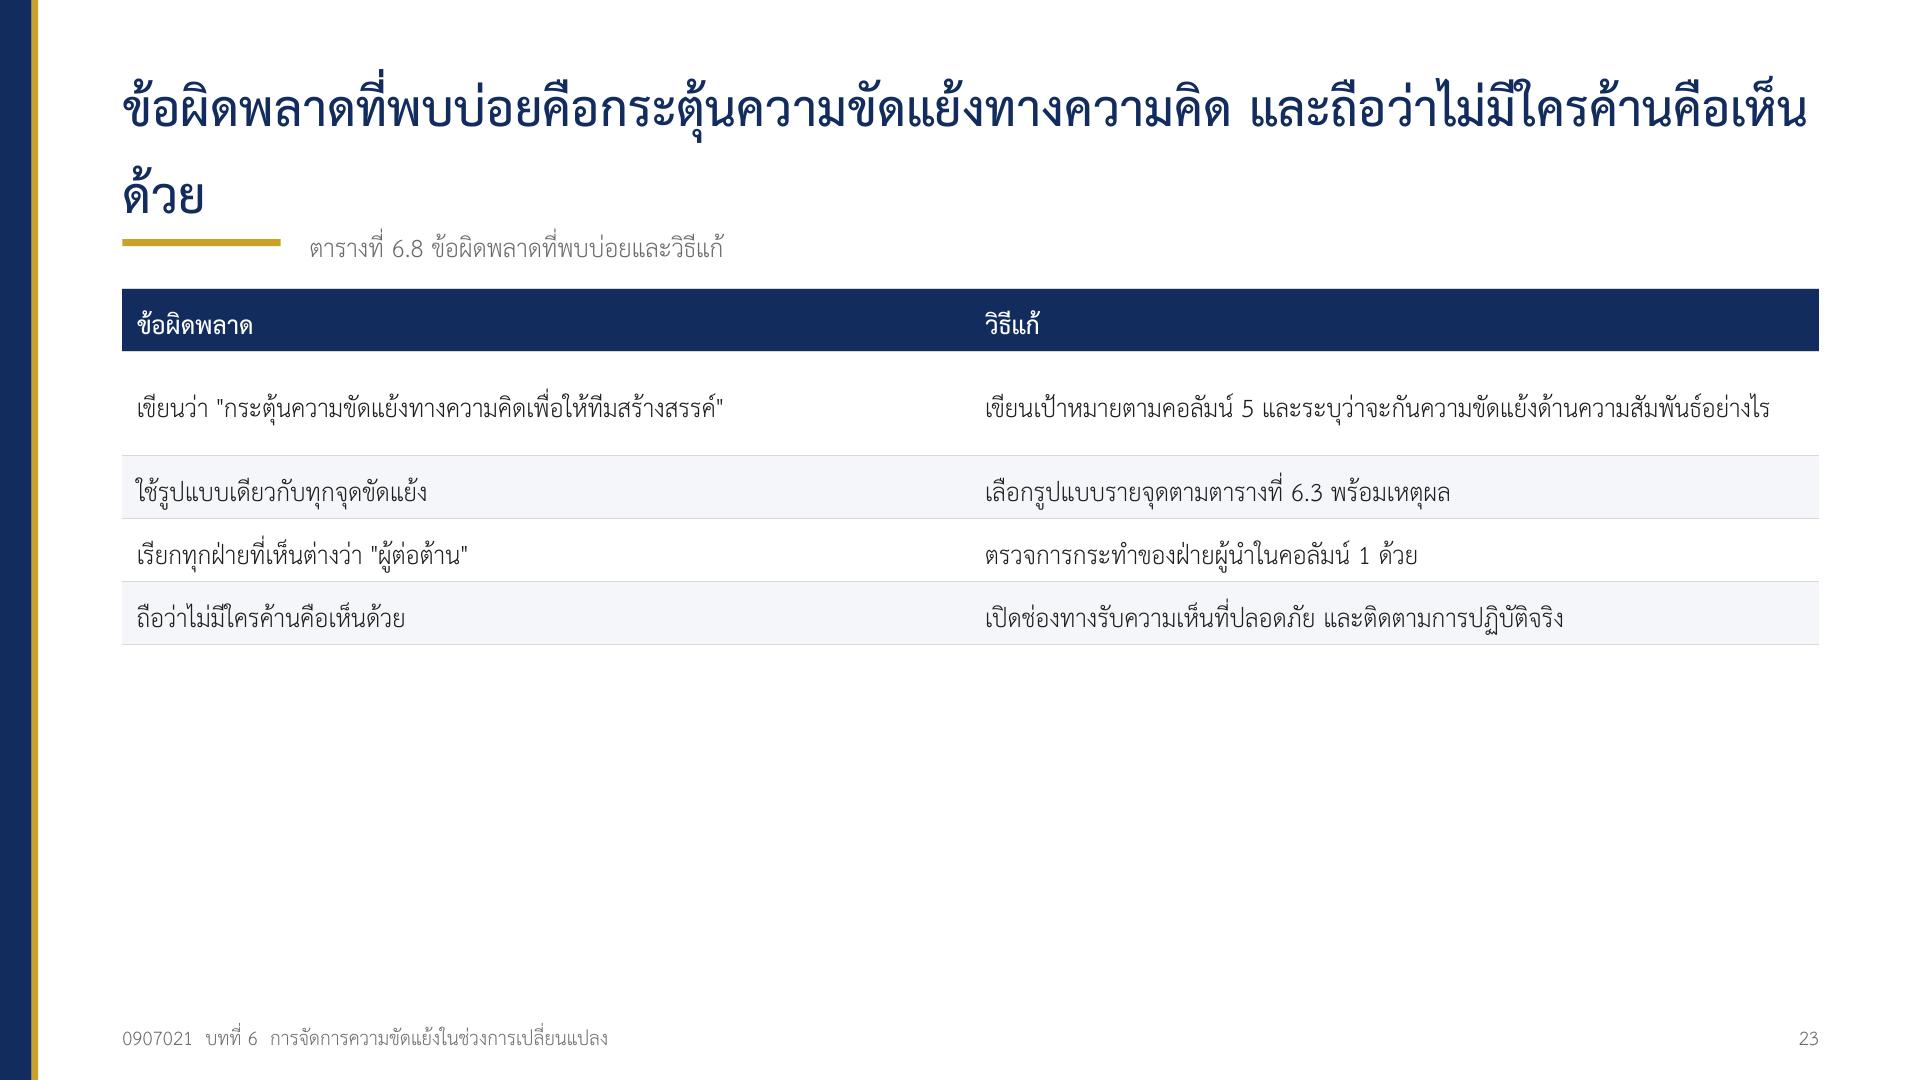 ข้อผิดพลาดที่พบบ่อยคือกระตุ้นความขัดแย้งทางความคิด และถือว่าไม่มีใครค้านคือเห็น
ด้วย
ตารางที่ 6.8 ข้อผิดพลาดที่พบบ่อยและวิธีแก้
ข้อผิดพลาด วิธีแก้
เขียนว่า "กระตุ้นความขัดแย้งทางความคิดเพื่อให้ทีมสร้างสรรค์" เขียนเป้าหมายตามคอลัมน์ 5 และระบุว่าจะกันความขัดแย้งด้านความสัมพันธ์อย่างไร
ใช้รูปแบบเดียวกับทุกจุดขัดแย้ง เลือกรูปแบบรายจุดตามตารางที่ 6.3 พร้อมเหตุผล
เรียกทุกฝ่ายที่เห็นต่างว่า "ผู้ต่อต้าน" ตรวจการกระทำของฝ่ายผู้นำในคอลัมน์ 1 ด้วย
ถือว่าไม่มีใครค้านคือเห็นด้วย เปิดช่องทางรับความเห็นที่ปลอดภัย และติดตามการปฏิบัติจริง
0907021 บทที่ 6 การจัดการความขัดแย้งในช่วงการเปลี่ยนแปลง 23